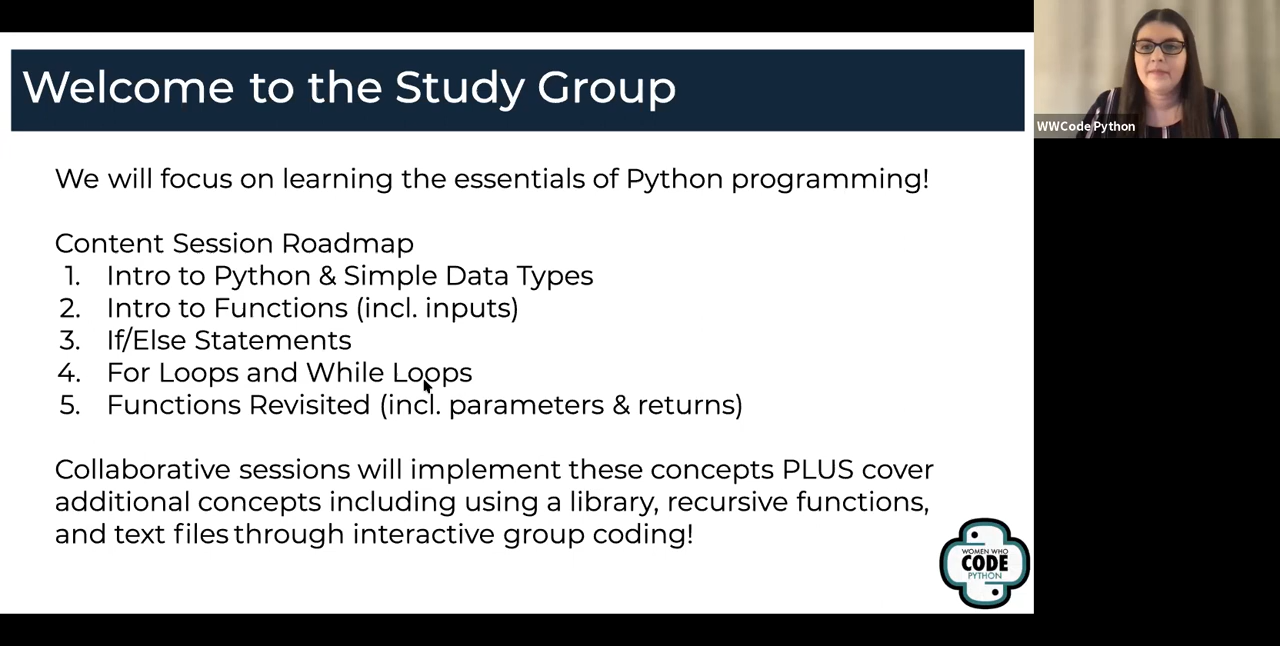 Welcome to the Study Group
WWCode Python
We will focus on learning the essentials of Python programming!
Content Session Roadmap
1. Intro to Python & Simple Data Types
2. Intro to Functions (incl. inputs)
3. If/Else Statements
4. For Loops and While Loops
5. Functions Revisited (incl. parameters & returns)
Collaborative sessions will implement these concepts PLUS cover
additional concepts including using a library, recursive functions,
and text files through interactive group coding!
WOMEN WHO
CODE
PYTHON